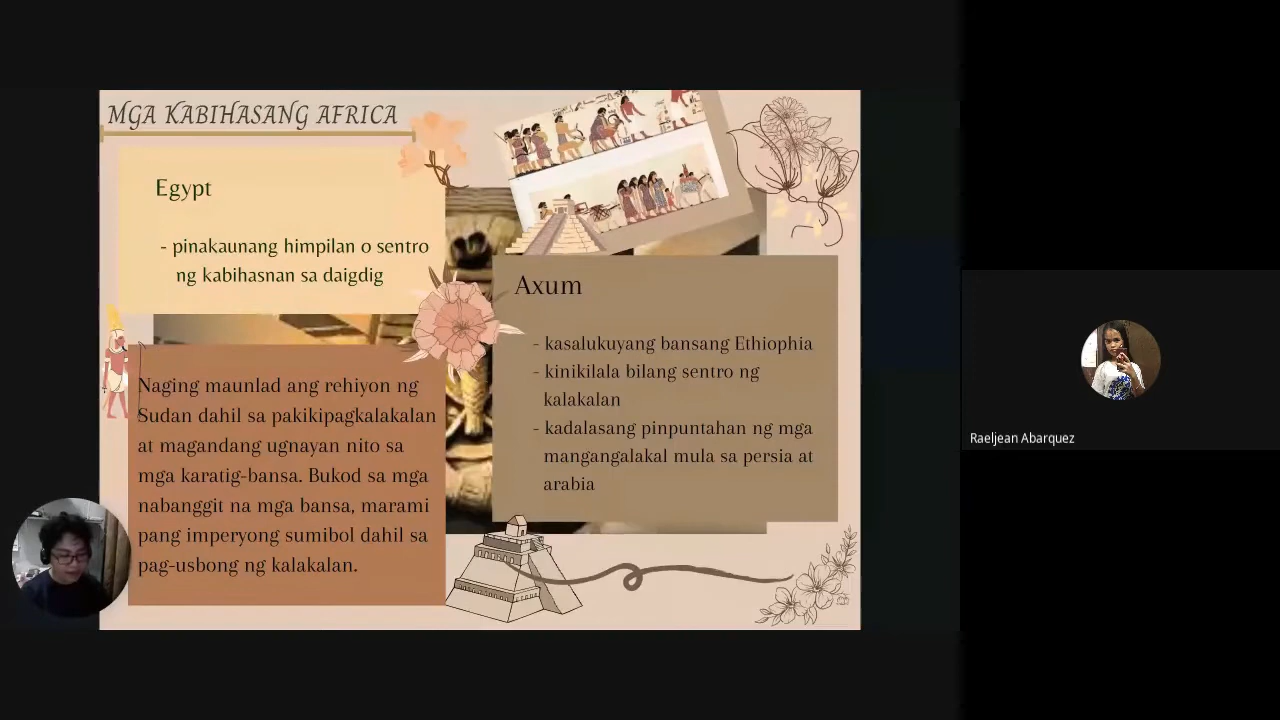 MGA KABIHASANG AFRICA
Egypt
- pinakaunang himpilan o sentro
ng kabihasnan sa daigdig
Naging maunlad ang rehiyon ng
Sudan dahil sa pakikipagkalakalan
at magandang ugnayan nito sa
mga karatig-bansa. Bukod sa mga
nabanggit na mga bansa, marami
pang imperyong sumibol dahil sa
pag-usbong ng kalakalan.
Axum
- kasalukuyang bansang Ethiophia
- kinikilala bilang sentro ng
kalakalan
- kadalasang pinpuntahan ng mga
mangangalakal mula sa persia at
arabia
Raeljean Abarquez